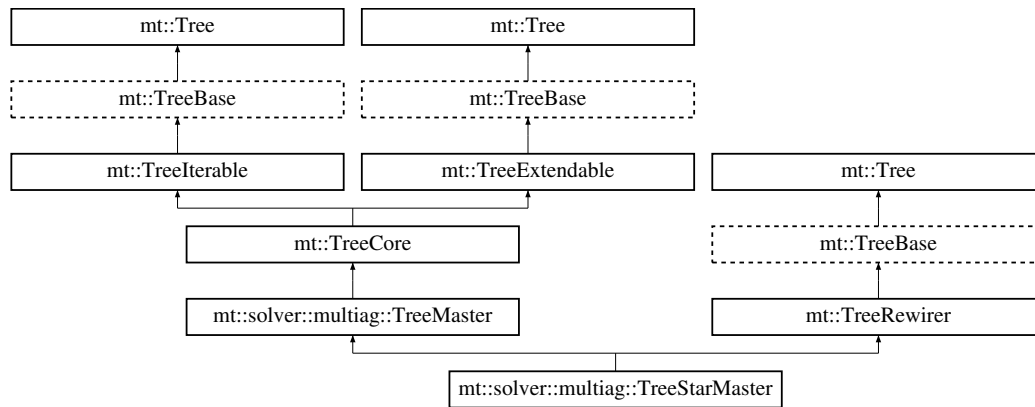 mt::Tree
mt::Tree
mt::TreeBase
mt::TreeBase
mt::TreeIterable
mt::TreeExtendable
mt::Tree
mt::TreeCore
mt::TreeBase
mt::solver::multiag::TreeMaster
mt::TreeRewirer
mt::solver::multiag::TreeStarMaster